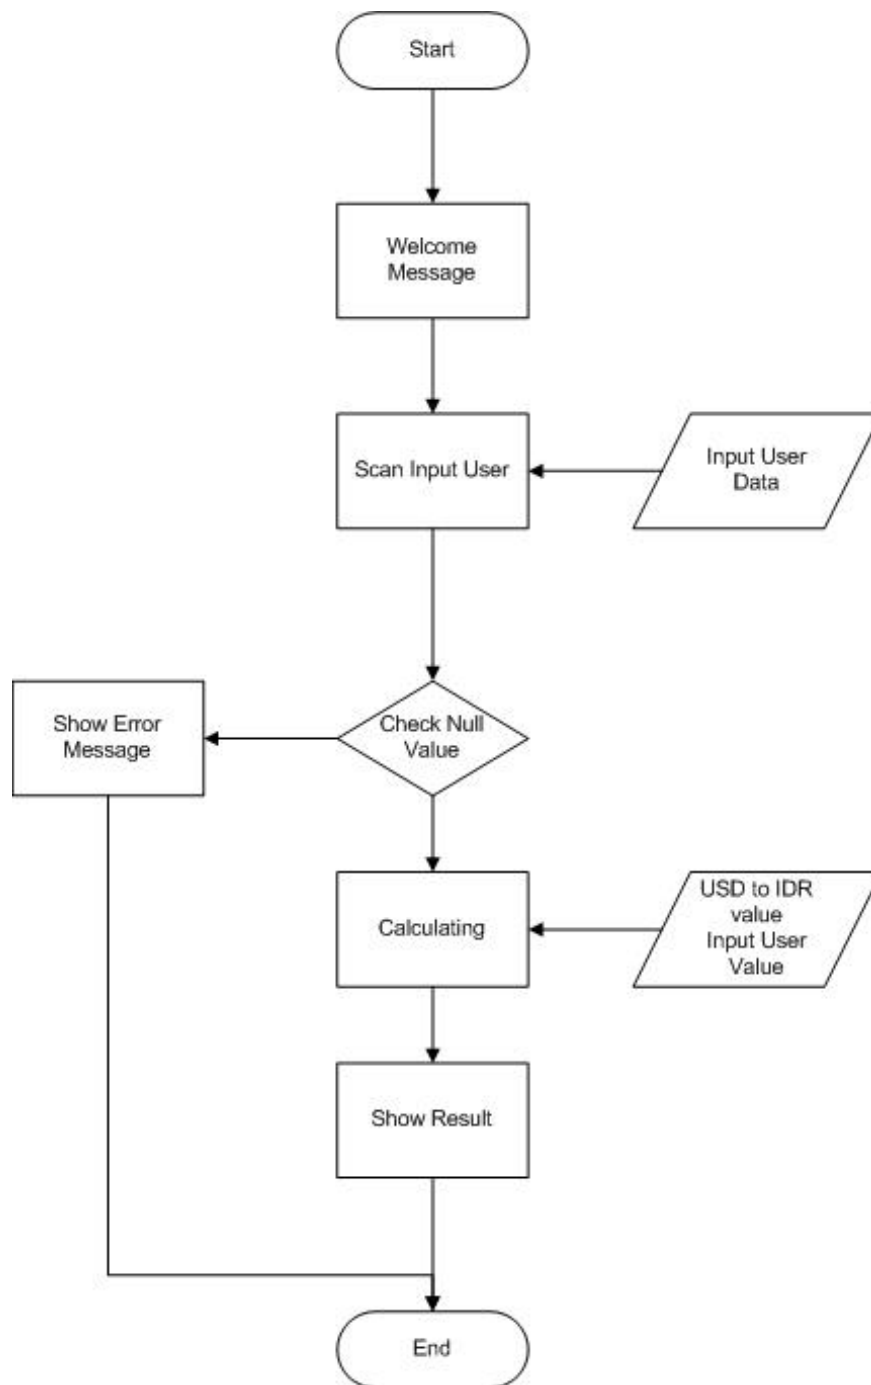 Start
Welcome
Message
Scan Input User
Input User
Data
Check Null
Value
Show Error
Message
Calculating
USD to IDR
value
Input User
Value
Show Result
End